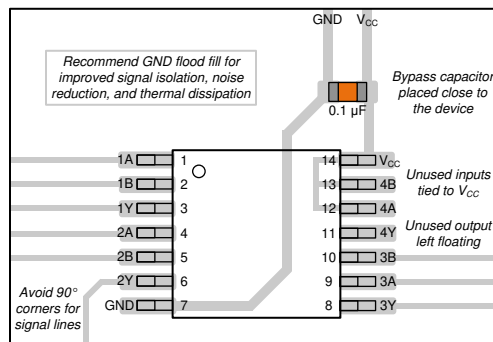 GND VCC
Recommend GND flood fill for
improved signal isolation, noise
reduction, and thermal dissipation
Bypass capacitor
placed close to
the device
0.1 µF
1A 1 14 VCC
1B 2 13 4B
1Y 3 12 4A
2A 4 11 4Y
2B 5 10 3B
2Y 6 9 3A
GND 7 8 3Y
Unused inputs
tied to VCC
Unused output
left floating
Avoid 90°
corners for
signal lines